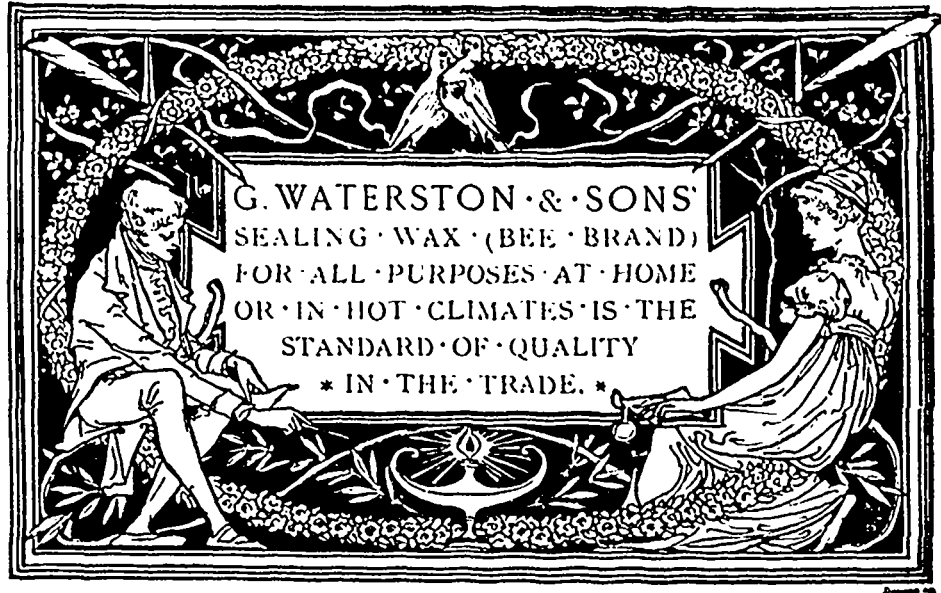 G. WATERSTON · & · SONS'
SEALING · WAX · (BEE · BRAND)
FOR · ALL · PURPOSES · AT · HOME
OR · IN · HOT · CLIMATES · IS · THE
STANDARD · OF · QUALITY
* IN · THE · TRADE. *